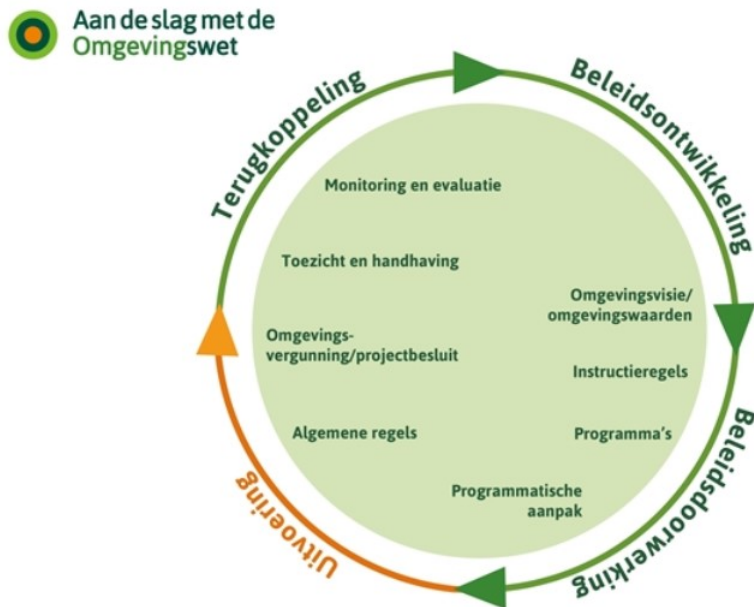 Aan de slag met de
Omgevingswet
Terugkoppeling
Beleidsontwikkeling
Monitoring en evaluatie
Toezicht en handhaving
Omgevingsvisie/
omgevingswaarden
Omgevings-
vergunning/projectbesluit
Instructieregels
Algemene regels
Programma's
Programmatische
aanpak
Beleidsdoorwerking
Uitvoering